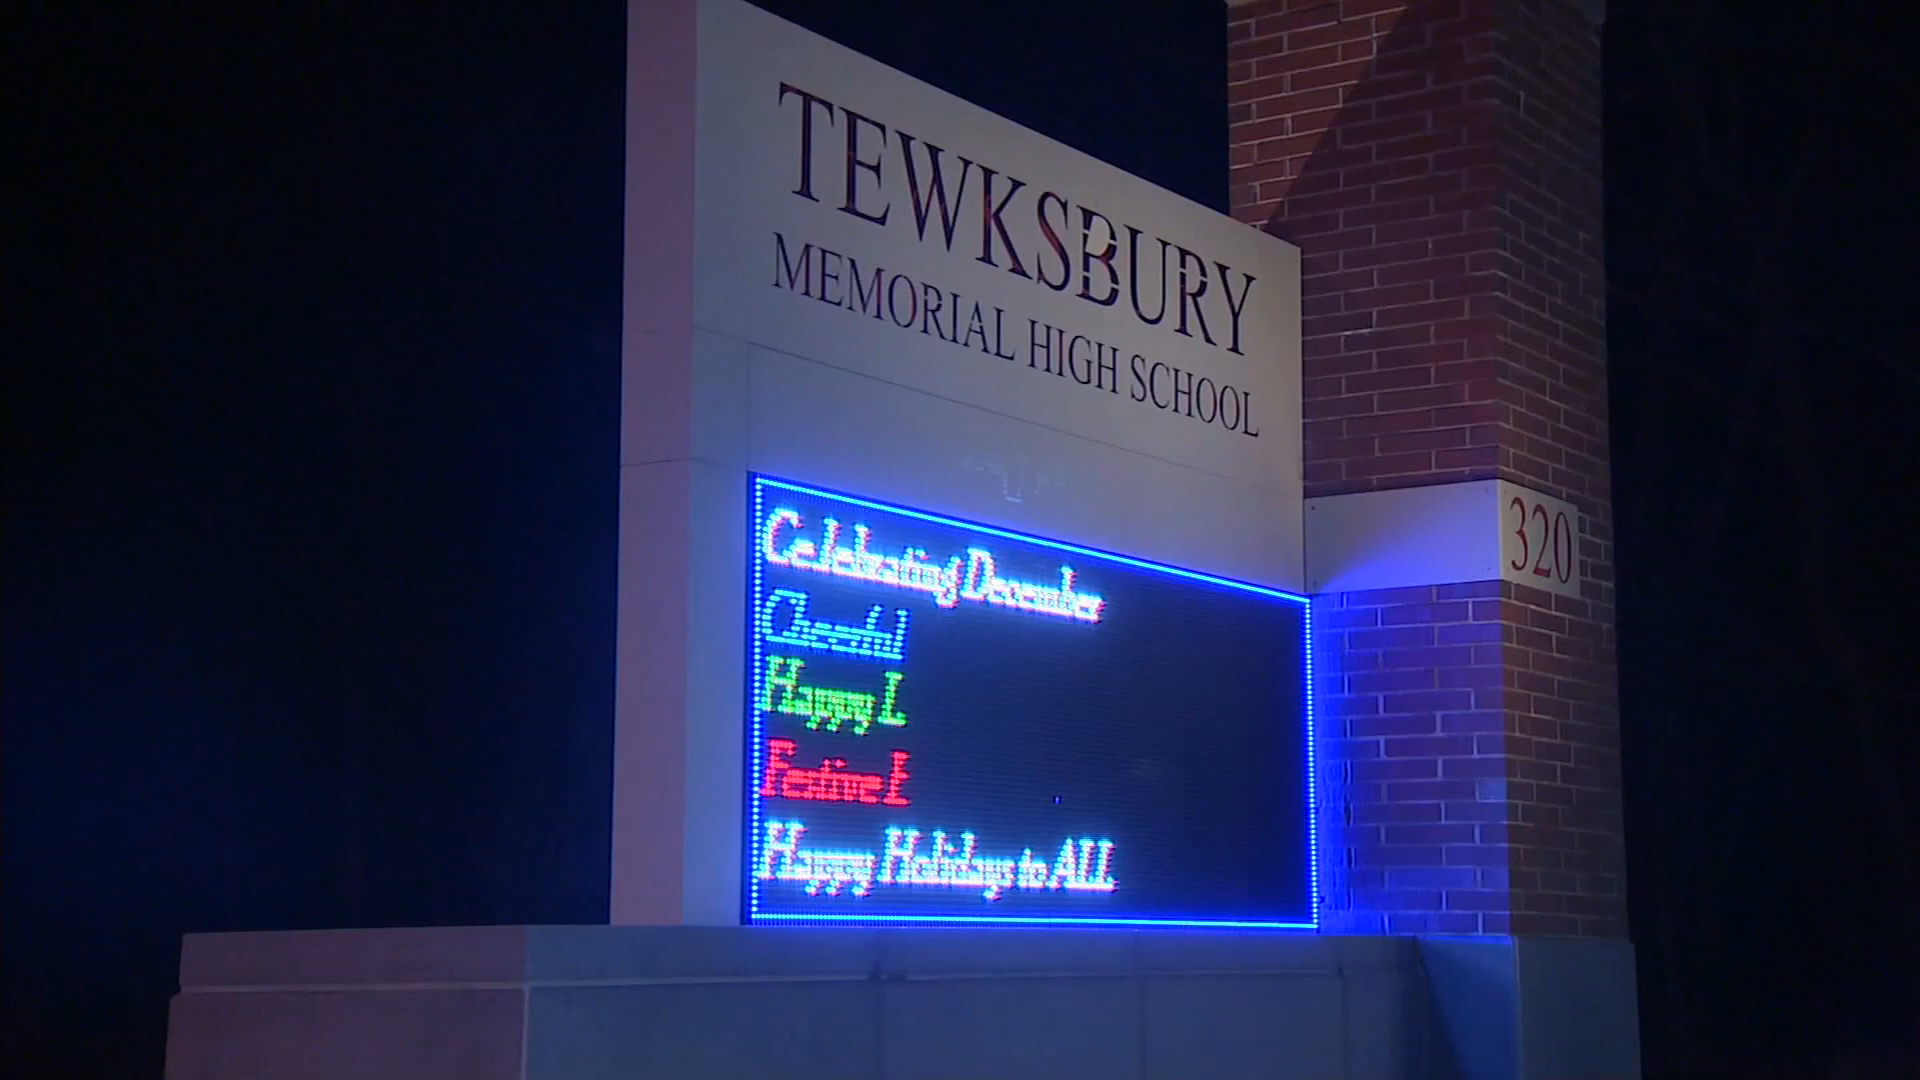 TEWKSBURY
MEMORIAL HIGH SCHOOL
320
Celebrating December
Cheerful
Happy L
Festive E
Happy Holidays to ALL